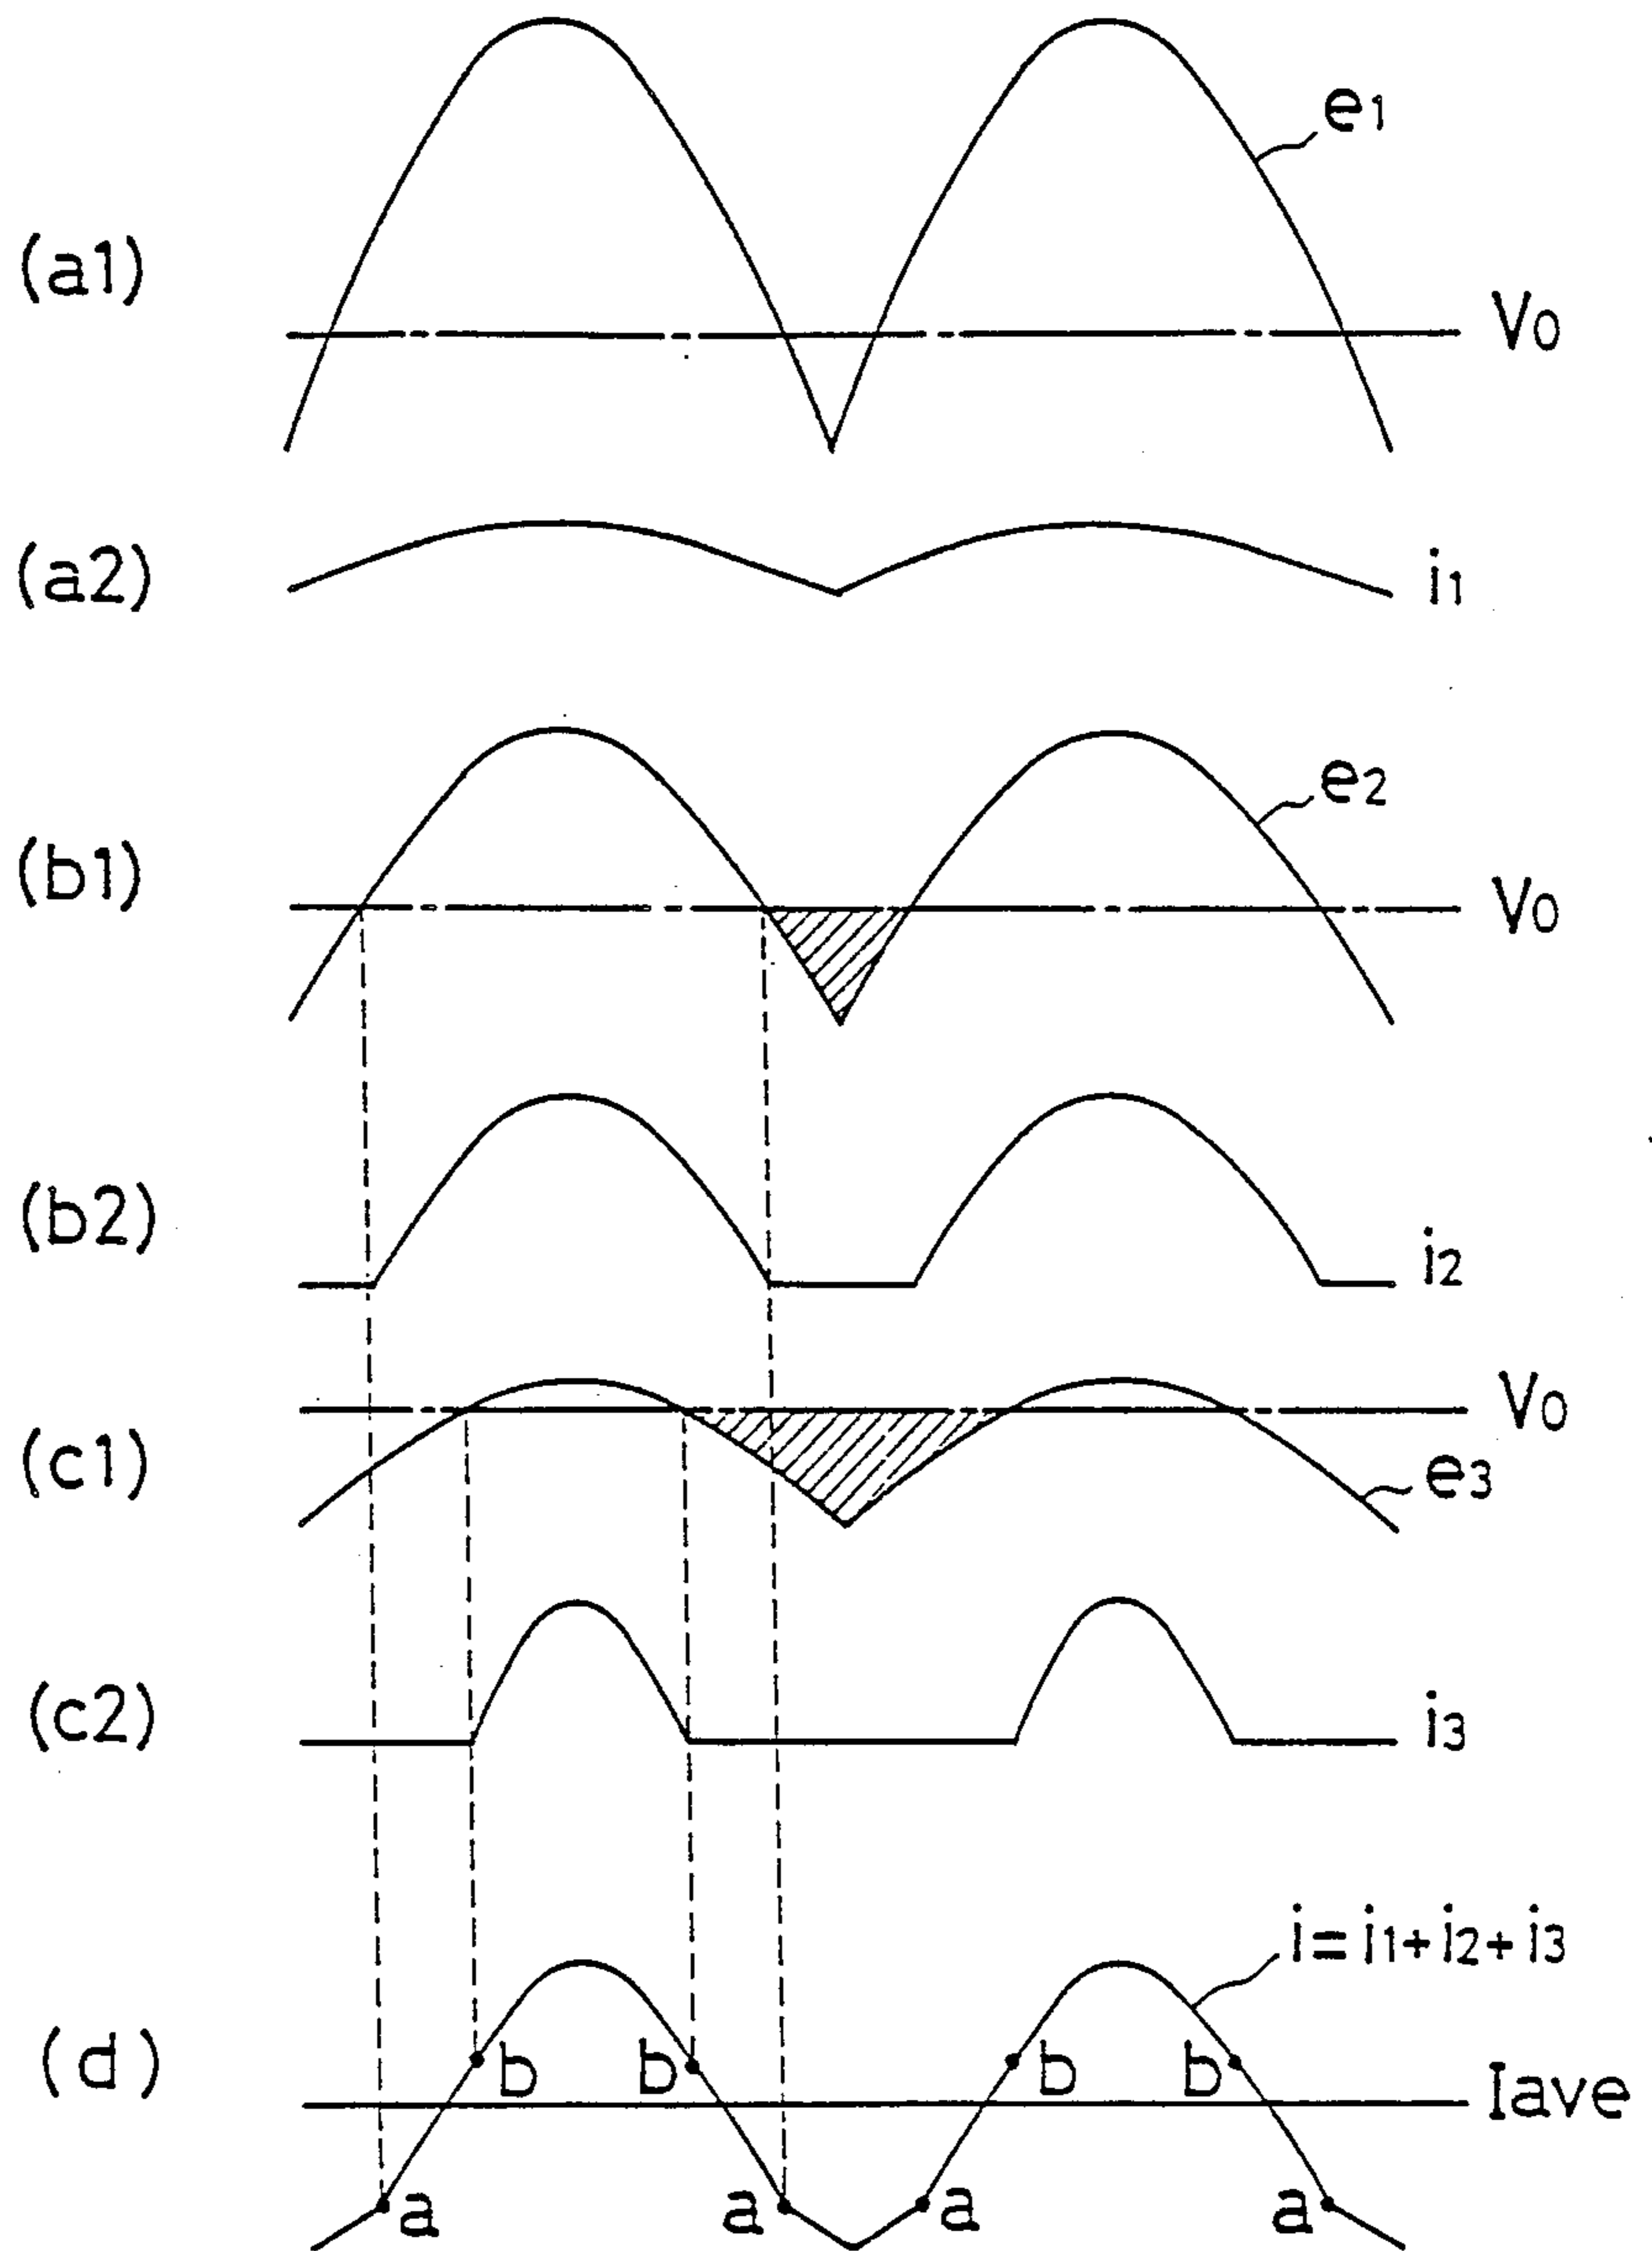 e1
(a1)
V0
(a2)
i1
e2
(b1)
V0
(b2)
i2
V0
(c1)
e3
(c2)
i3
i=i1+i2+i3
(d)
b b b b
Iave
a a a a